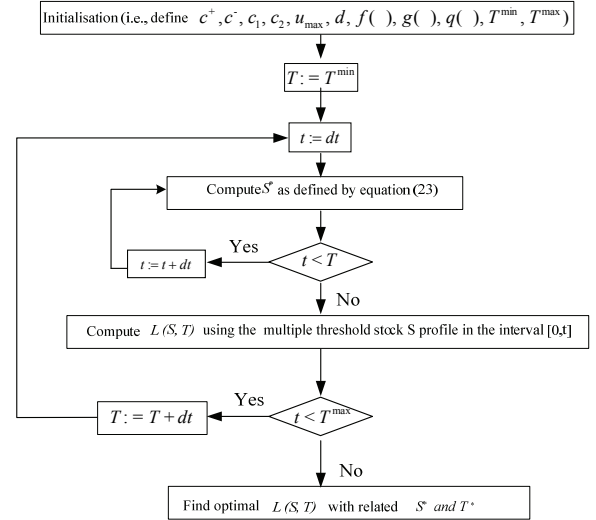 Initialisation (i.e., define c⁺, c⁻, c₁, c₂, u_max, d, f( ), g( ), q( ), T^min, T^max)
T := T^min
t := dt
Compute S* as defined by equation (23)
Yes
t := t + dt
t < T
No
Compute L (S, T) using the multiple threshold stock S profile in the interval [0,t]
Yes
T := T + dt
t < T^max
No
Find optimal L (S, T) with related S* and T*